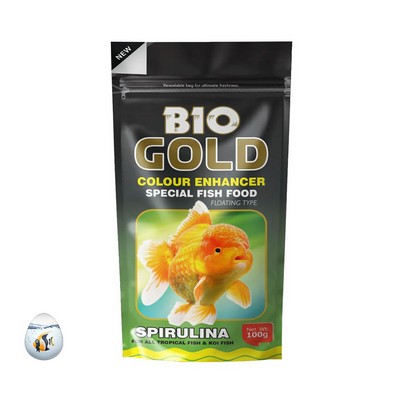 NEW
Resealable bag for ultimate freshness.
BIO
GOLD
COLOUR ENHANCER
SPECIAL FISH FOOD
FLOATING TYPE
SPIRULINA
FOR ALL TROPICAL FISH & KOI FISH
Net. Wt.
100g